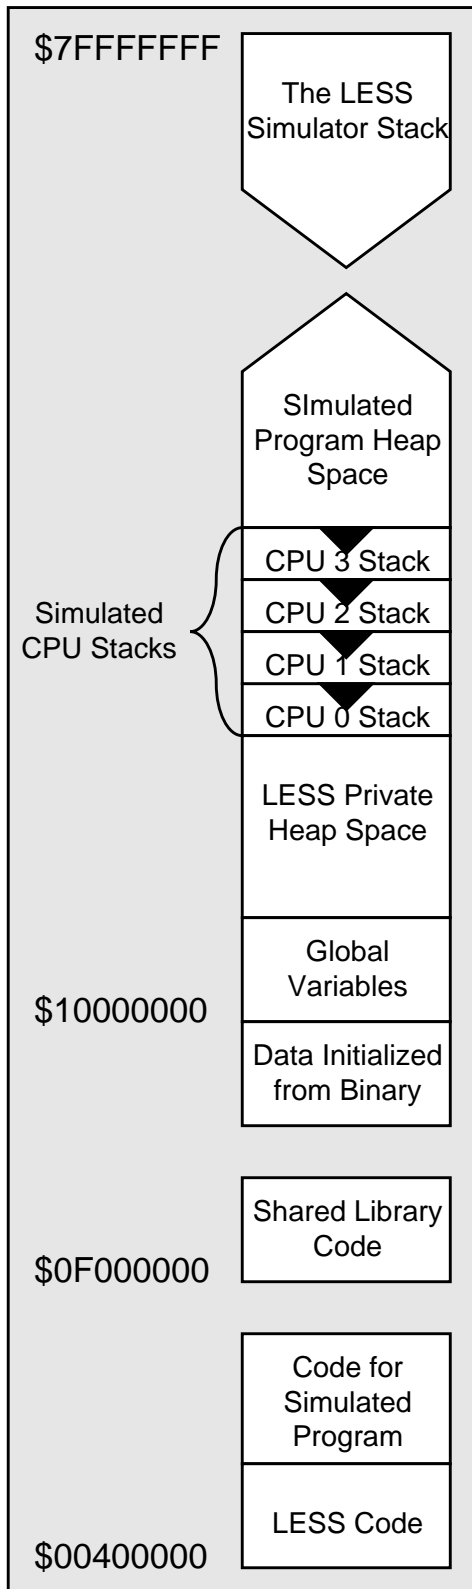 $7FFFFFFF
The LESS
Simulator Stack
SImulated
Program Heap
Space
CPU 3 Stack
CPU 2 Stack
Simulated
CPU Stacks
CPU 1 Stack
CPU 0 Stack
LESS Private
Heap Space
Global
Variables
$10000000
Data Initialized
from Binary
Shared Library
Code
$0F000000
Code for
Simulated
Program
LESS Code
$00400000